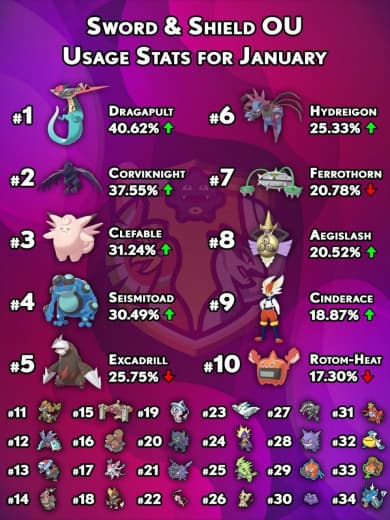 Sword & Shield OU
Usage Stats for January
#1
Dragapult
40.62%
#2
Corviknight
37.55%
#3
Clefable
31.24%
#4
Seismitoad
30.49%
#5
Excadrill
25.75%
#6
Hydreigon
25.33%
#7
Ferrothorn
20.78%
#8
Aegislash
20.52%
#9
Cinderace
18.87%
#10
Rotom-Heat
17.30%
#11 #15 #19 #23 #27 #31
#12 #16 #20 #24 #28 #32
#13 #17 #21 #25 #29 #33
#14 #18 #22 #26 #30 #34